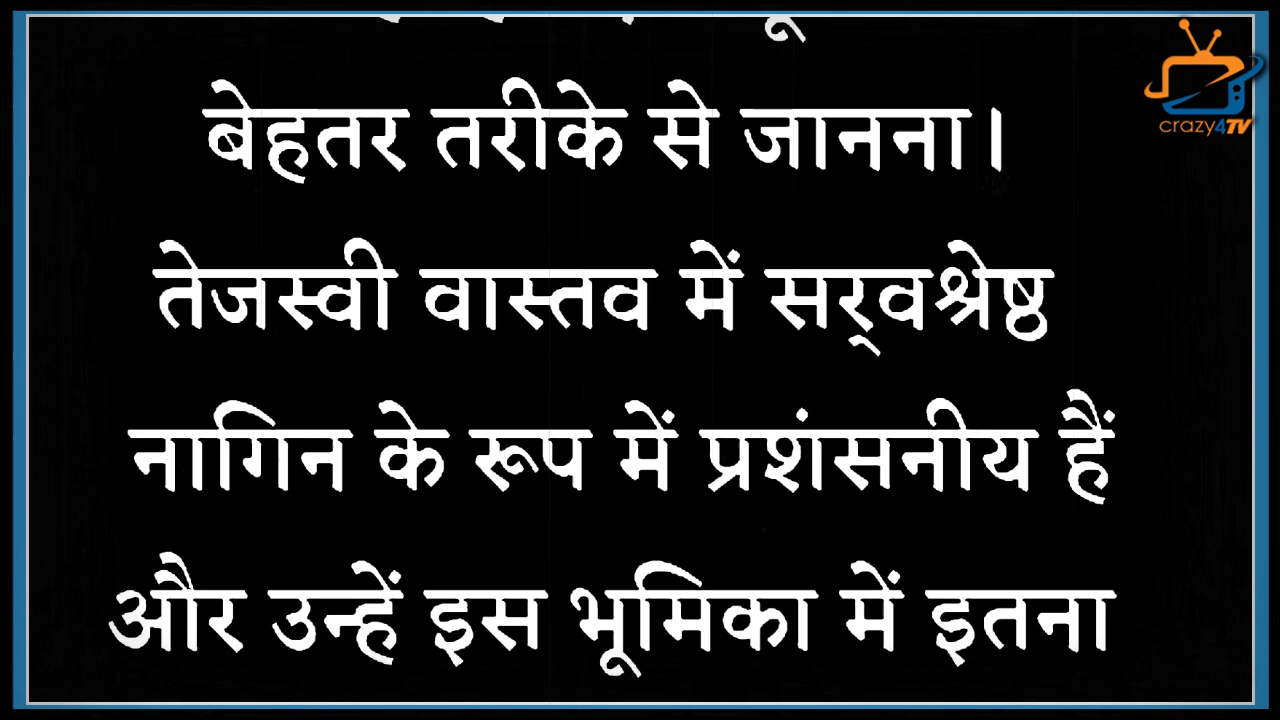 crazy4TV
बेहतर तरीके से जानना।
तेजस्वी वास्तव में सर्‌वश्रेष्ठ
नागिन के रूप में प्रशंसनीय हैं
और उन्हें इस भूमिका में इतना